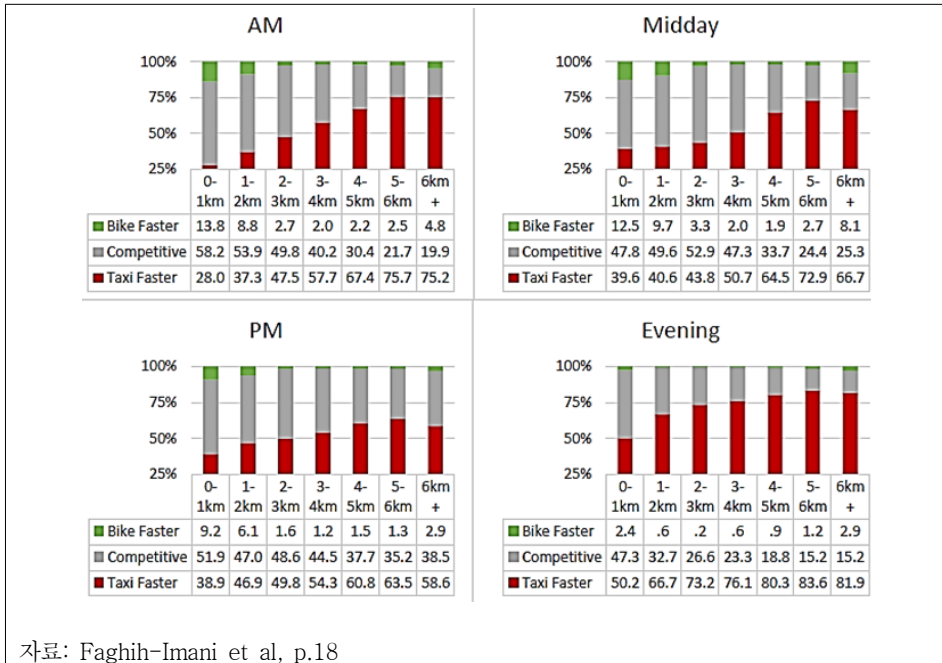 AM
100%
75%
50%
25%
0- 1- 2- 3- 4- 5- 6km
1km 2km 3km 4km 5km 6km +
Bike Faster 13.8 8.8 2.7 2.0 2.2 2.5 4.8
Competitive 58.2 53.9 49.8 40.2 30.4 21.7 19.9
Taxi Faster 28.0 37.3 47.5 57.7 67.4 75.7 75.2
Midday
100%
75%
50%
25%
0- 1- 2- 3- 4- 5- 6km
1km 2km 3km 4km 5km 6km +
Bike Faster 12.5 9.7 3.3 2.0 1.9 2.7 8.1
Competitive 47.8 49.6 52.9 47.3 33.7 24.4 25.3
Taxi Faster 39.6 40.6 43.8 50.7 64.5 72.9 66.7
PM
100%
75%
50%
25%
0- 1- 2- 3- 4- 5- 6km
1km 2km 3km 4km 5km 6km +
Bike Faster 9.2 6.1 1.6 1.2 1.5 1.3 2.9
Competitive 51.9 47.0 48.6 44.5 37.7 35.2 38.5
Taxi Faster 38.9 46.9 49.8 54.3 60.8 63.5 58.6
Evening
100%
75%
50%
25%
0- 1- 2- 3- 4- 5- 6km
1km 2km 3km 4km 5km 6km +
Bike Faster 2.4 .6 .2 .6 .9 1.2 2.9
Competitive 47.3 32.7 26.6 23.3 18.8 15.2 15.2
Taxi Faster 50.2 66.7 73.2 76.1 80.3 83.6 81.9
자료: Faghih-Imani et al, p.18